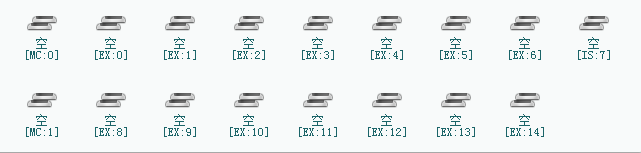 空 空 空 空 空 空 空 空 空
[MC:0] [EX:0] [EX:1] [EX:2] [EX:3] [EX:4] [EX:5] [EX:6] [IS:7]
空 空 空 空 空 空 空 空
[MC:1] [EX:8] [EX:9] [EX:10] [EX:11] [EX:12] [EX:13] [EX:14]